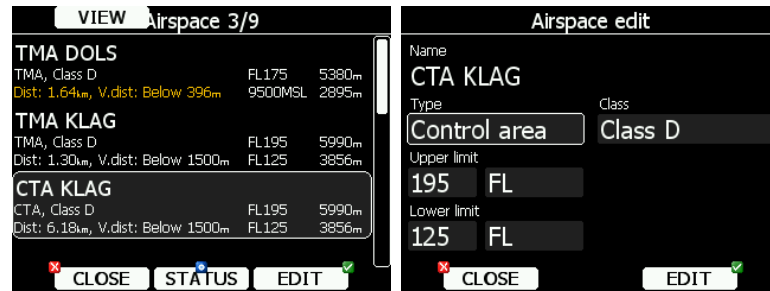 VIEW Airspace 3/9
TMA DOLS
TMA, Class D FL175 5380m
Dist: 1.64km, V.dist: Below 396m 9500MSL 2895m
TMA KLAG
TMA, Class D FL195 5990m
Dist: 1.30km, V.dist: Below 1500m FL125 3856m
CTA KLAG
CTA, Class D FL195 5990m
Dist: 6.18km, V.dist: Below 1500m FL125 3856m
CLOSE STATUS EDIT
Airspace edit
Name
CTA KLAG
Type Class
Control area Class D
Upper limit
195 FL
Lower limit
125 FL
CLOSE EDIT